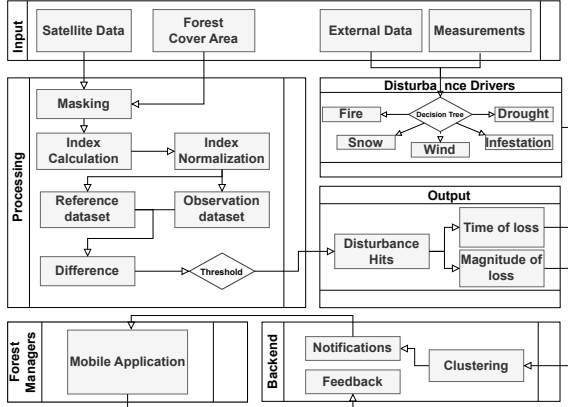 Input
Satellite Data
Forest
Cover Area
External Data
Measurements
Processing
Masking
Index
Calculation
Index
Normalization
Reference
dataset
Observation
dataset
Difference
Threshold
Disturbance Drivers
Decision Tree
Fire
Drought
Snow
Wind
Infestation
Output
Disturbance
Hits
Time of loss
Magnitude of
loss
Forest
Managers
Mobile Application
Backend
Notifications
Clustering
Feedback